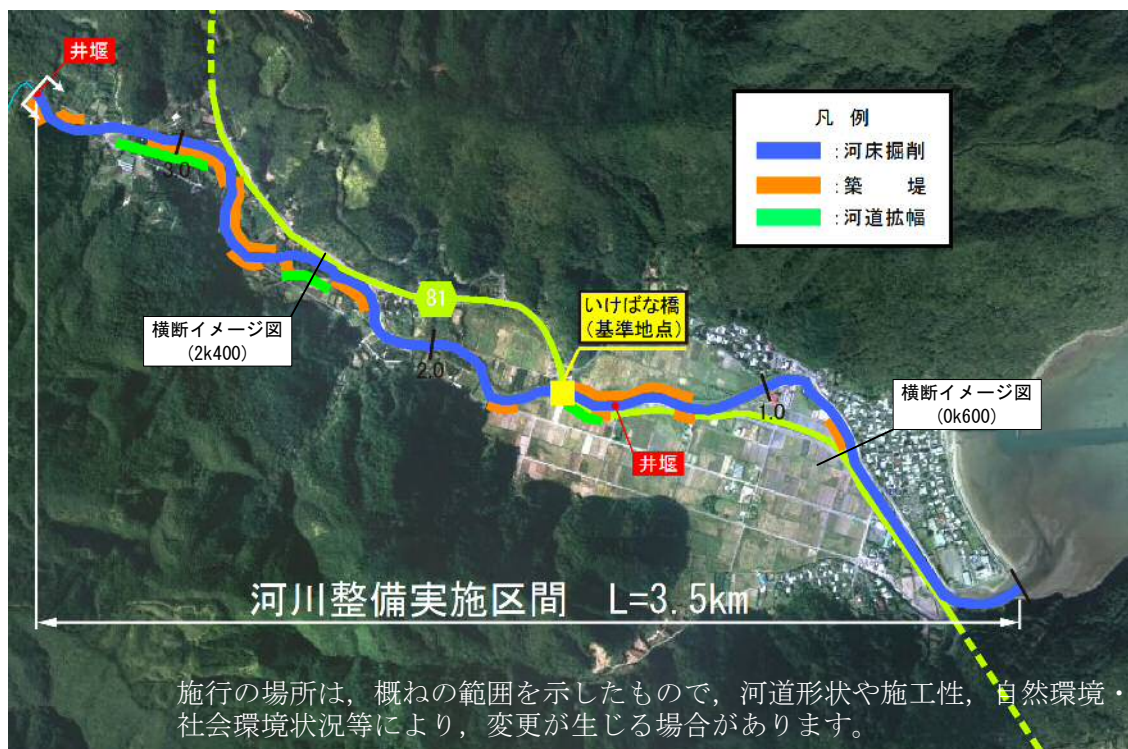 井堰
凡 例
:河床掘削
:築 堤
:河道拡幅
3.0
81
いけばな橋
(基準地点)
横断イメージ図
(2k400)
2.0
1.0
横断イメージ図
(0k600)
井堰
河川整備実施区間 L=3.5km
施行の場所は，概ねの範囲を示したもので，河道形状や施工性，自然環境・
社会環境状況等により，変更が生じる場合があります。